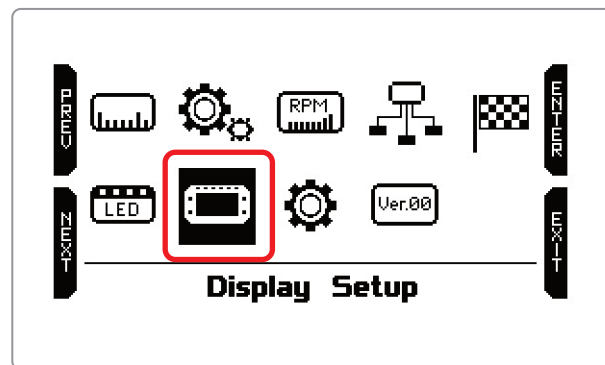 PREV
RPM
ENTER
LED
Ver.00
NEXT
EXIT
Display Setup